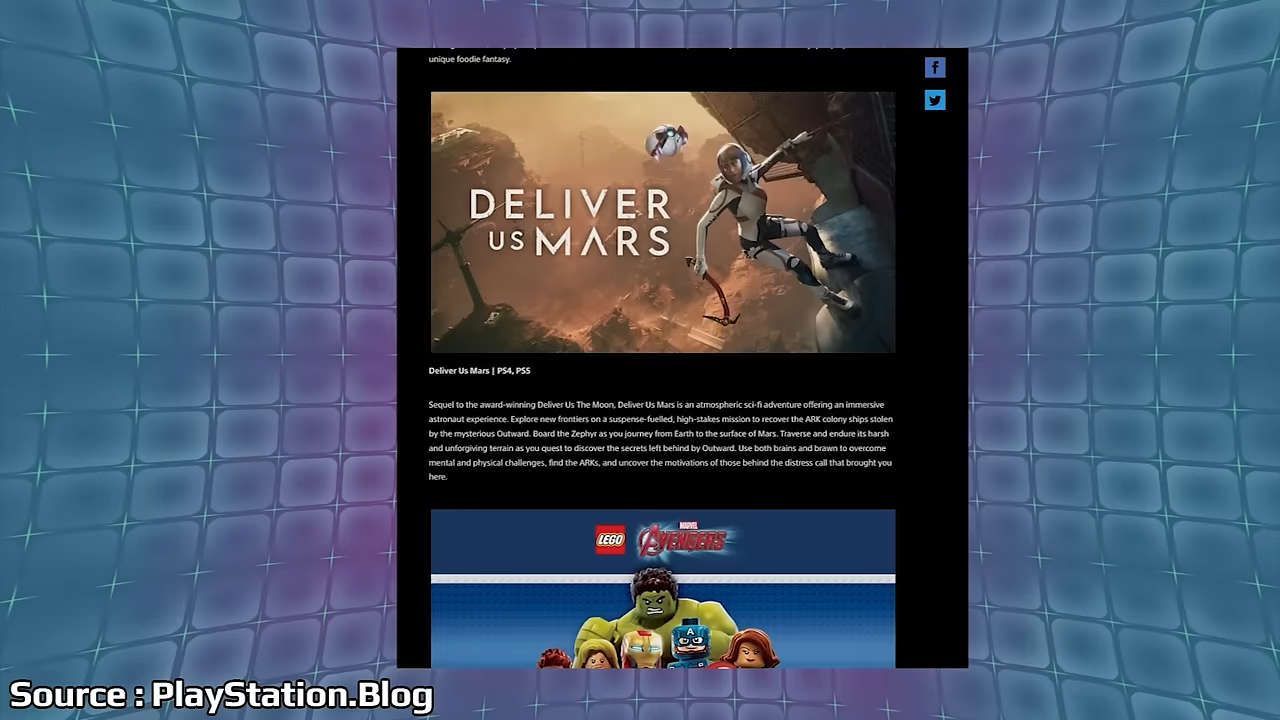 unique foodie fantasy.
DELIVER
US MARS
Deliver Us Mars | PS4, PS5
Sequel to the award-winning Deliver Us The Moon, Deliver Us Mars is an atmospheric sci-fi adventure offering an immersive
astronaut experience. Explore new frontiers on a suspense-fuelled, high-stakes mission to recover the ARK colony ships stolen
by the mysterious Outward. Board the Zephyr as you journey from Earth to the surface of Mars. Traverse and endure its harsh
and unforgiving terrain as you quest to discover the secrets left behind by Outward. Use both brains and brawn to overcome
mental and physical challenges, find the ARKs, and uncover the motivations of those behind the distress call that brought you
here.
LEGO MARVEL AVENGERS
Source : PlayStation.Blog